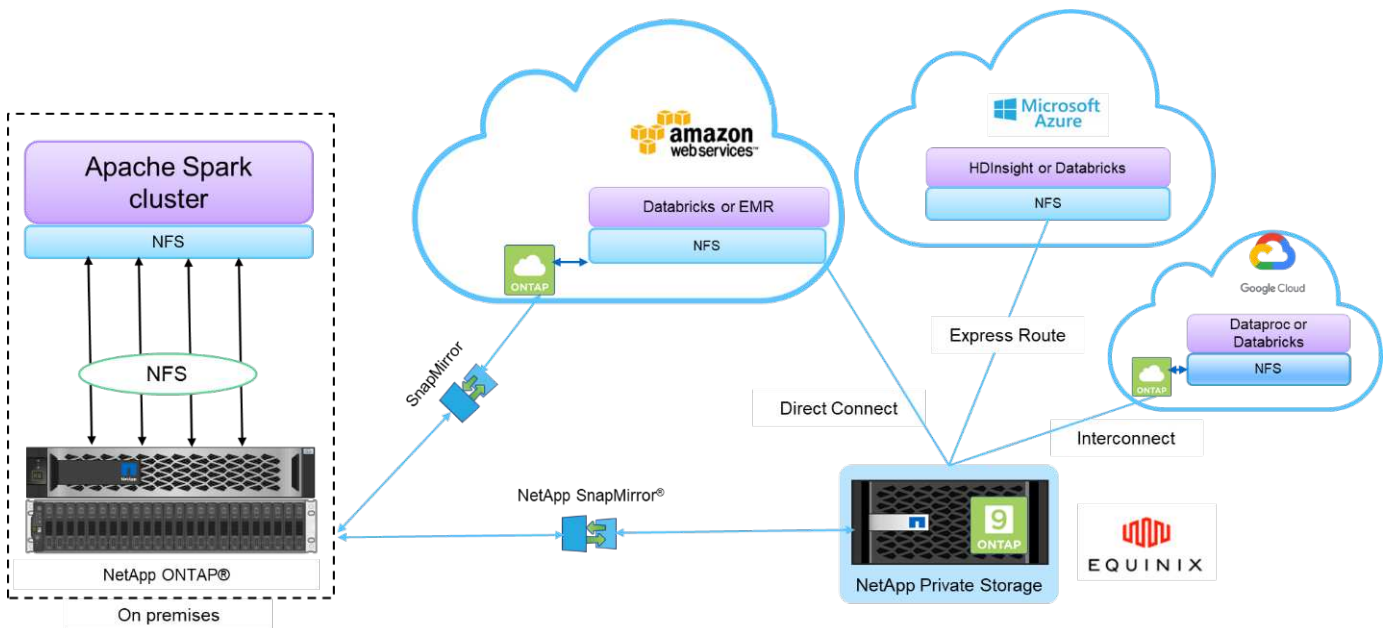 Apache Spark
cluster
NFS
NFS
NetApp
NetApp ONTAP®
On premises
amazon
web services™
Databricks or EMR
NFS
ONTAP
SnapMirror
NetApp SnapMirror®
Microsoft
Azure
HDInsight or Databricks
NFS
Express Route
Direct Connect
Google Cloud
Dataproc or
Databricks
NFS
ONTAP
Interconnect
9
ONTAP
NetApp Private Storage
EQUINIX